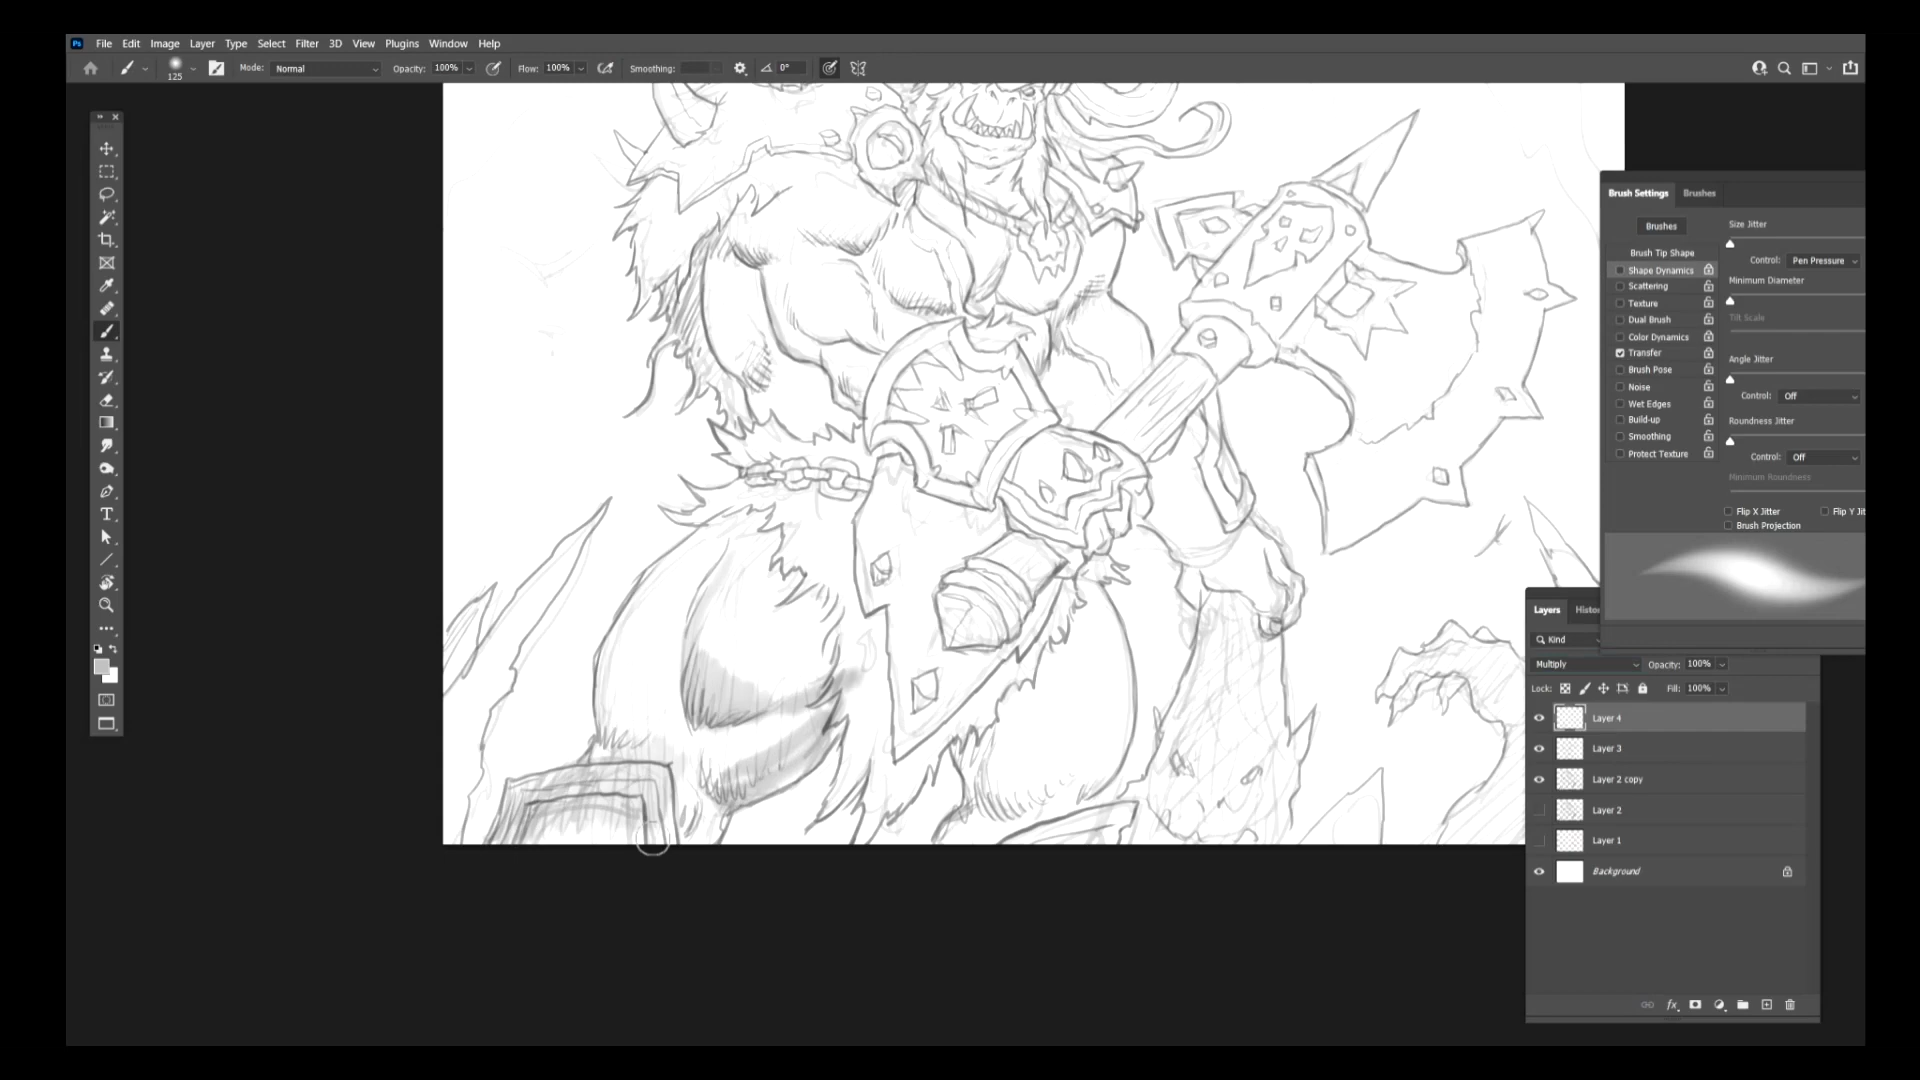 Ps File Edit Image Layer Type Select Filter 3D View Plugins Window Help
125 Mode: Normal Opacity: 100% Flow: 100% Smoothing: 0°
Brush Settings Brushes
Brushes
Brush Tip Shape
Shape Dynamics
Scattering
Texture
Dual Brush
Color Dynamics
Transfer
Brush Pose
Noise
Wet Edges
Build-up
Smoothing
Protect Texture
Size Jitter
Control: Pen Pressure
Minimum Diameter
Tilt Scale
Angle Jitter
Control: Off
Roundness Jitter
Control: Off
Minimum Roundness
Flip X Jitter Flip Y Jit
Brush Projection
Layers Histo
Kind
Multiply Opacity: 100%
Lock: Fill: 100%
Layer 4
Layer 3
Layer 2 copy
Layer 2
Layer 1
Background
fx